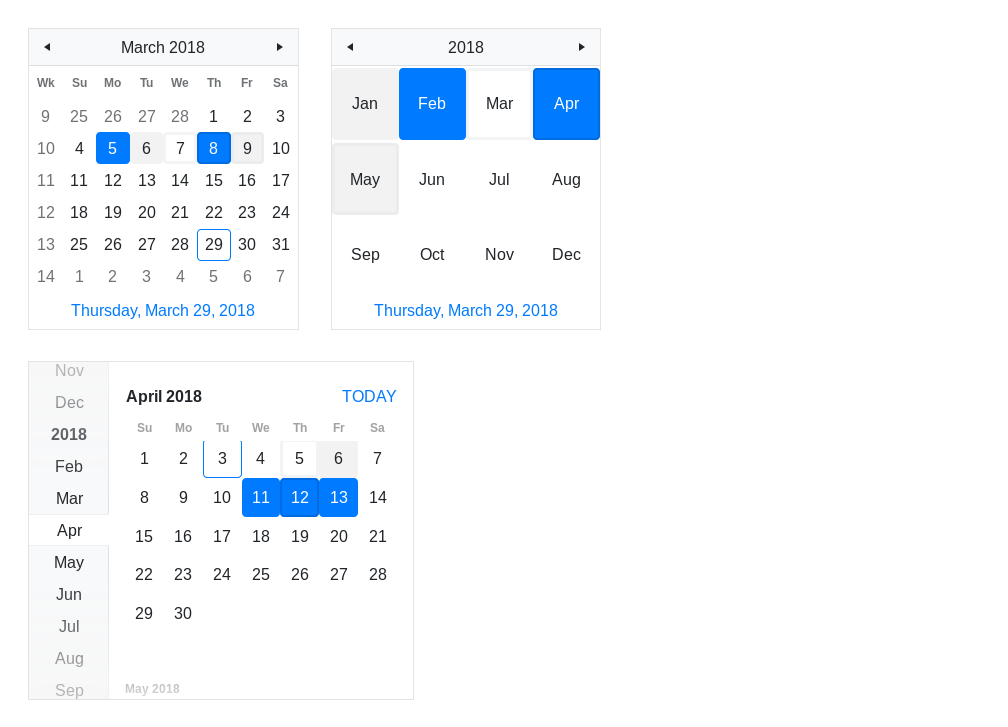 March 2018
Wk Su Mo Tu We Th Fr Sa
9 25 26 27 28 1 2 3
10 4 5 6 7 8 9 10
11 11 12 13 14 15 16 17
12 18 19 20 21 22 23 24
13 25 26 27 28 29 30 31
14 1 2 3 4 5 6 7
Thursday, March 29, 2018
2018
Jan Feb Mar Apr
May Jun Jul Aug
Sep Oct Nov Dec
Thursday, March 29, 2018
Nov
Dec
2018
Feb
Mar
Apr
May
Jun
Jul
Aug
Sep
April 2018 TODAY
Su Mo Tu We Th Fr Sa
1 2 3 4 5 6 7
8 9 10 11 12 13 14
15 16 17 18 19 20 21
22 23 24 25 26 27 28
29 30
May 2018